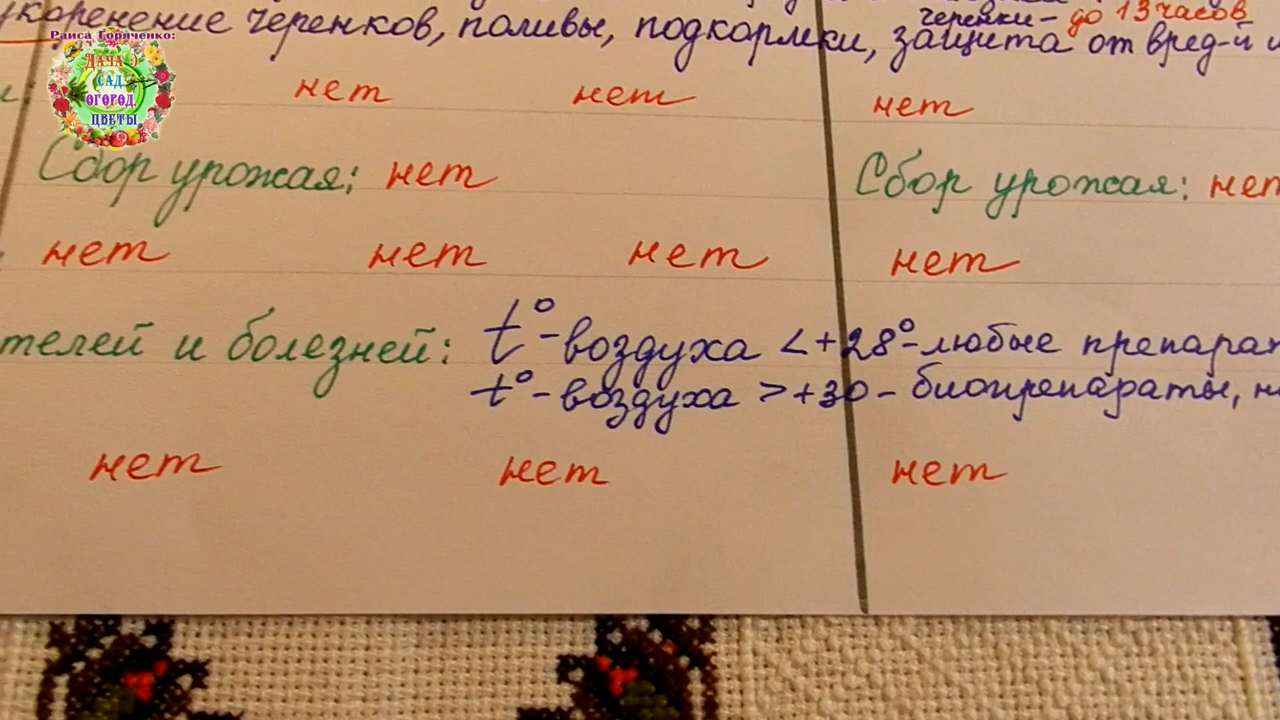 черенки - до 13 часов
укоренение черенков, поливы, подкормки, защита от вред-й и
Раиса Горяченко:
ДАЧА :)
САД,
ОГОРОД,
ЦВЕТЫ
нет нет нет
Сбор урожая: нет Сбор урожая: нет
нет нет нет нет
телей и болезней: t° - воздуха < +28° - любые препарат
t° - воздуха > +30 - биопрепараты, н
нет нет нет